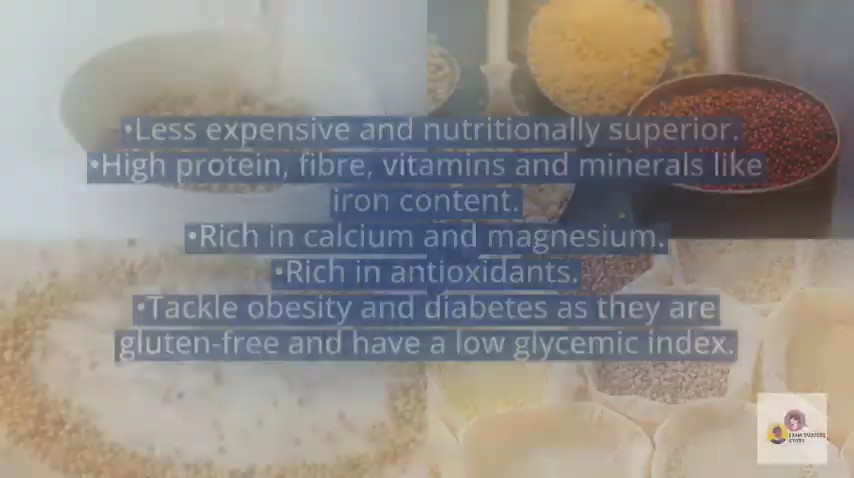 •Less expensive and nutritionally superior.
•High protein, fibre, vitamins and minerals like
iron content.
•Rich in calcium and magnesium.
•Rich in antioxidants.
•Tackle obesity and diabetes as they are
gluten-free and have a low glycemic index.